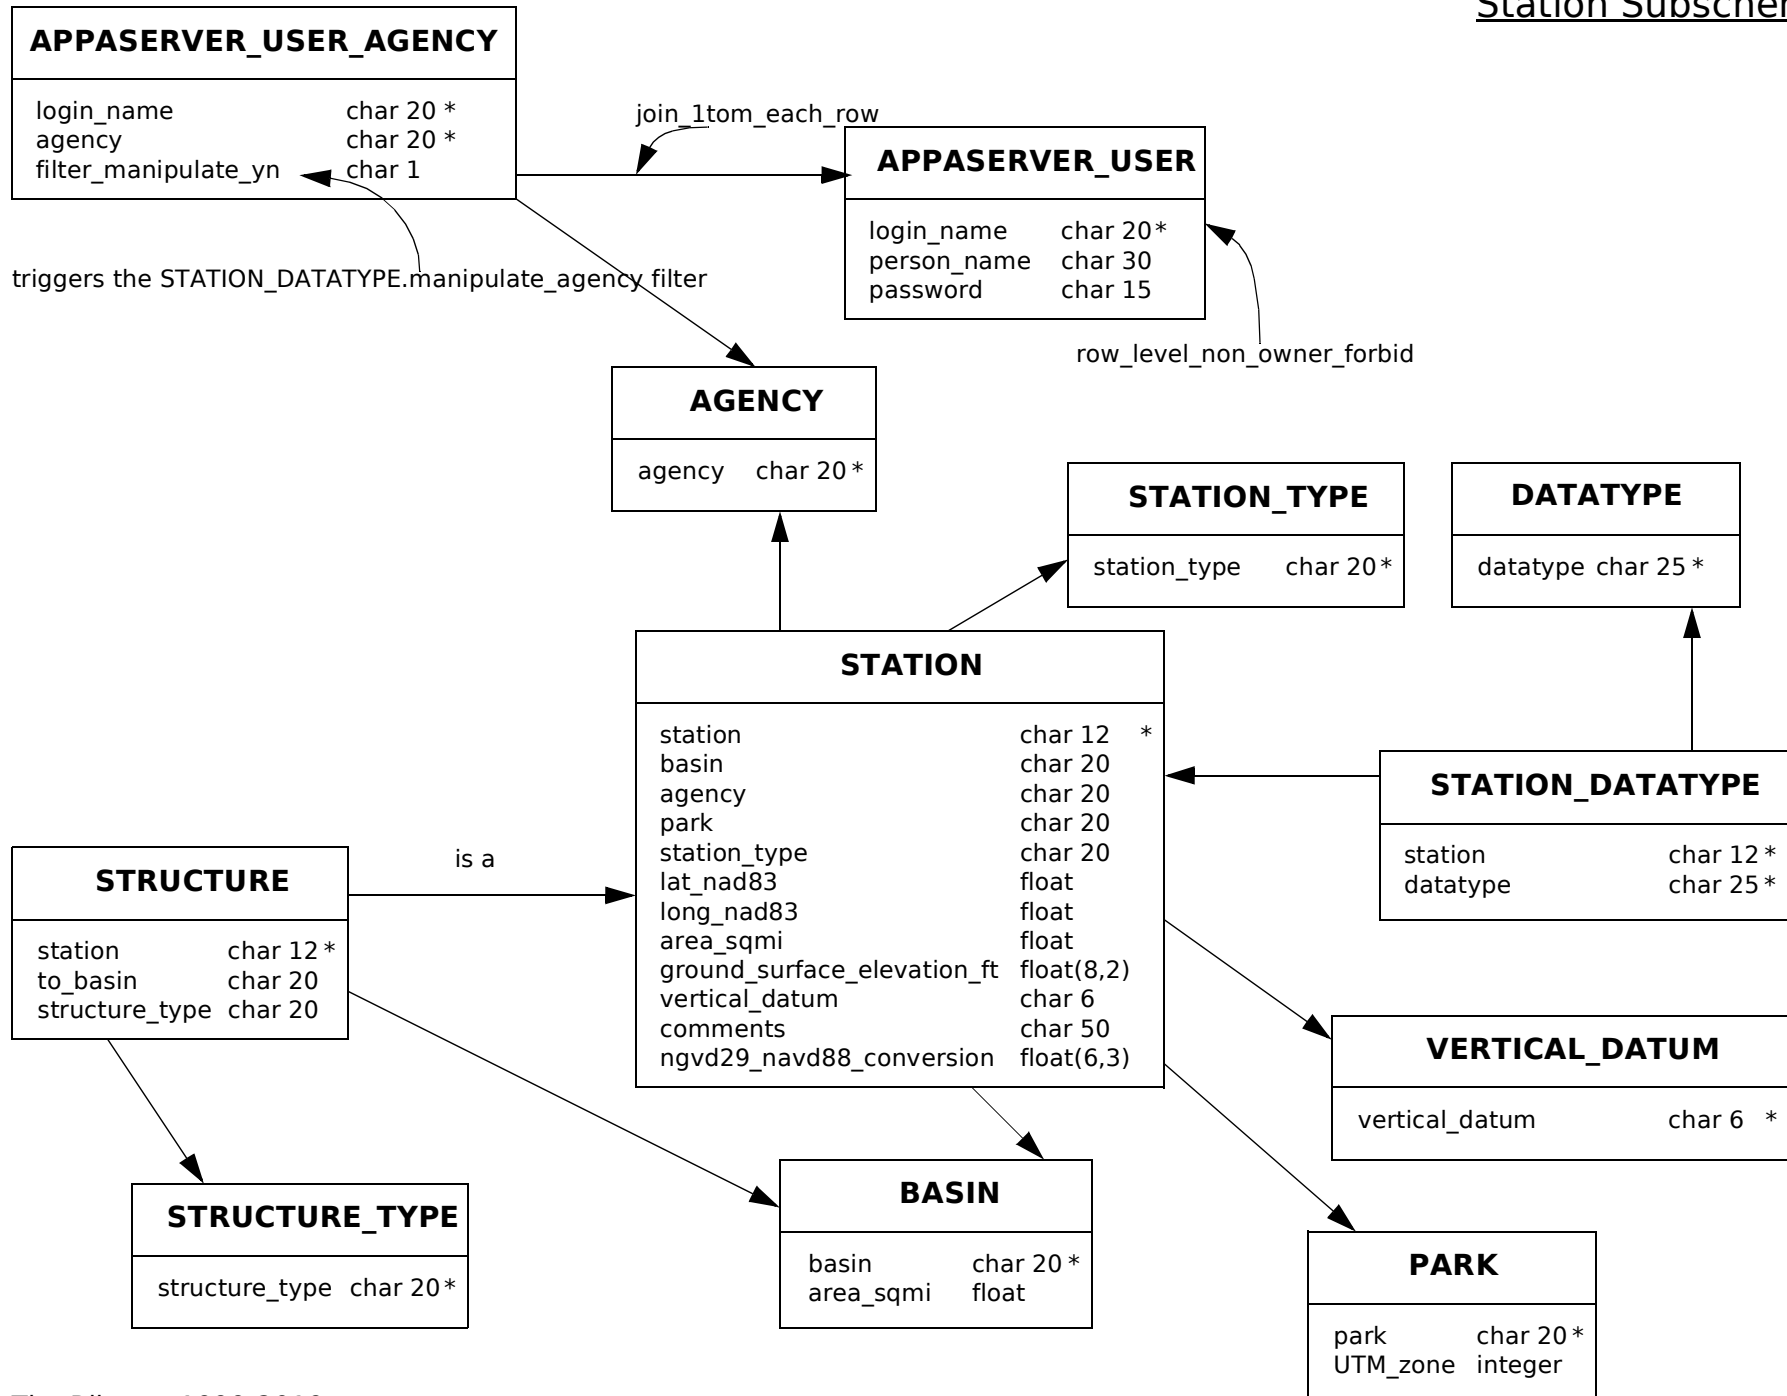 Station
APPASERVER_USER_AGENCY
login_name char 20 *
agency char 20 *
filter_manipulate_yn char 1
join_1tom_each_row
APPASERVER_USER
login_name char 20 *
person_name char 30
password char 15
triggers the STATION_DATATYPE.manipulate_agency filter
row_level_non_owner_forbid
AGENCY
agency char 20 *
STATION_TYPE
station_type char 20 *
DATATYPE
datatype char 25 *
STATION
station char 12 *
basin char 20
agency char 20
park char 20
station_type char 20
lat_nad83 float
long_nad83 float
area_sqmi float
ground_surface_elevation_ft float(8,2)
vertical_datum char 6
comments char 50
ngvd29_navd88_conversion float(6,3)
STATION_DATATYPE
station char 12 *
datatype char 25 *
is a
STRUCTURE
station char 12 *
to_basin char 20
structure_type char 20
VERTICAL_DATUM
vertical_datum char 6 *
STRUCTURE_TYPE
structure_type char 20 *
BASIN
basin char 20 *
area_sqmi float
PARK
park char 20 *
UTM_zone integer